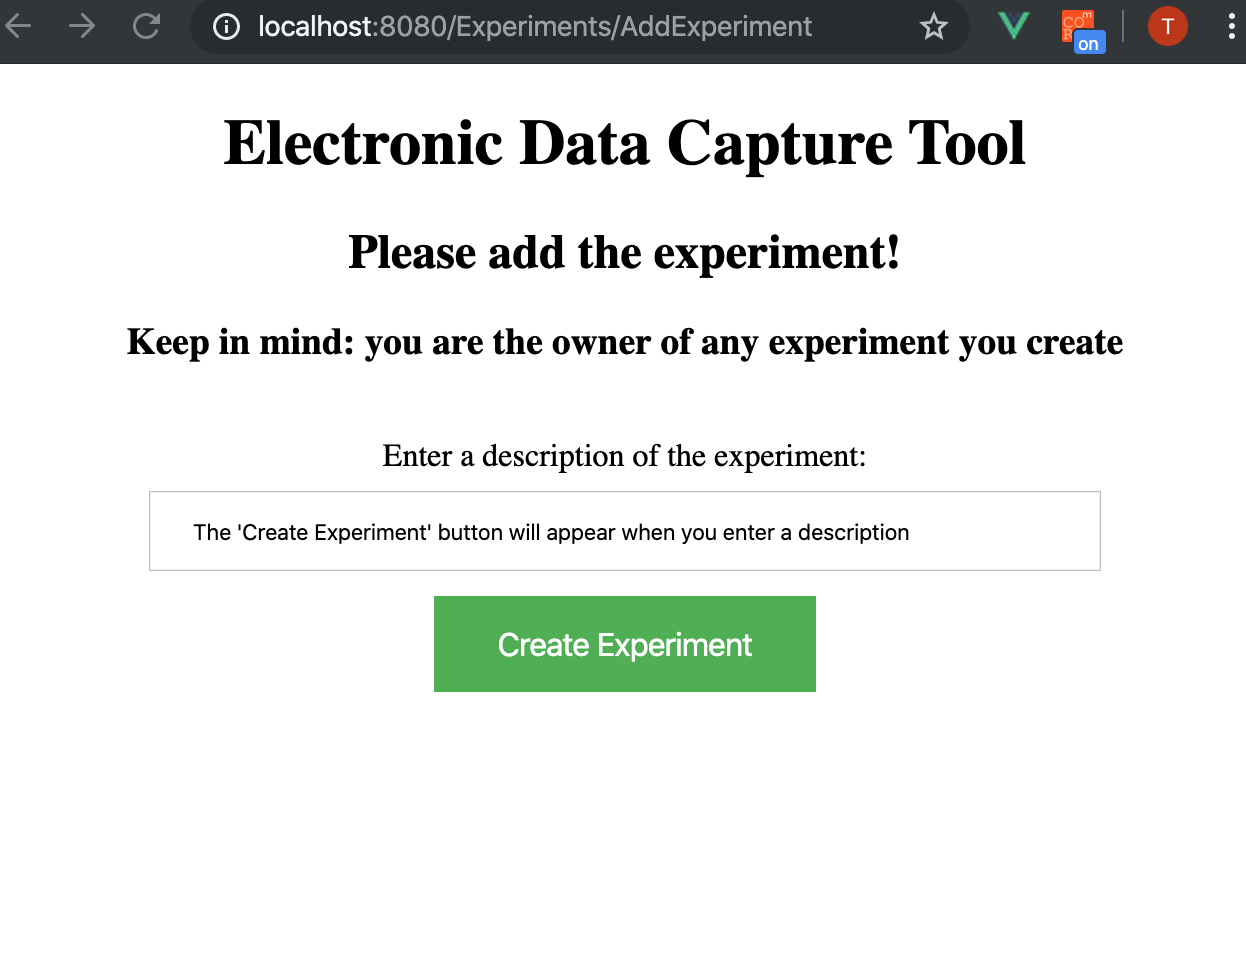 localhost:8080/Experiments/AddExperiment
on
T
Electronic Data Capture Tool
Please add the experiment!
Keep in mind: you are the owner of any experiment you create
Enter a description of the experiment:
The 'Create Experiment' button will appear when you enter a description
Create Experiment